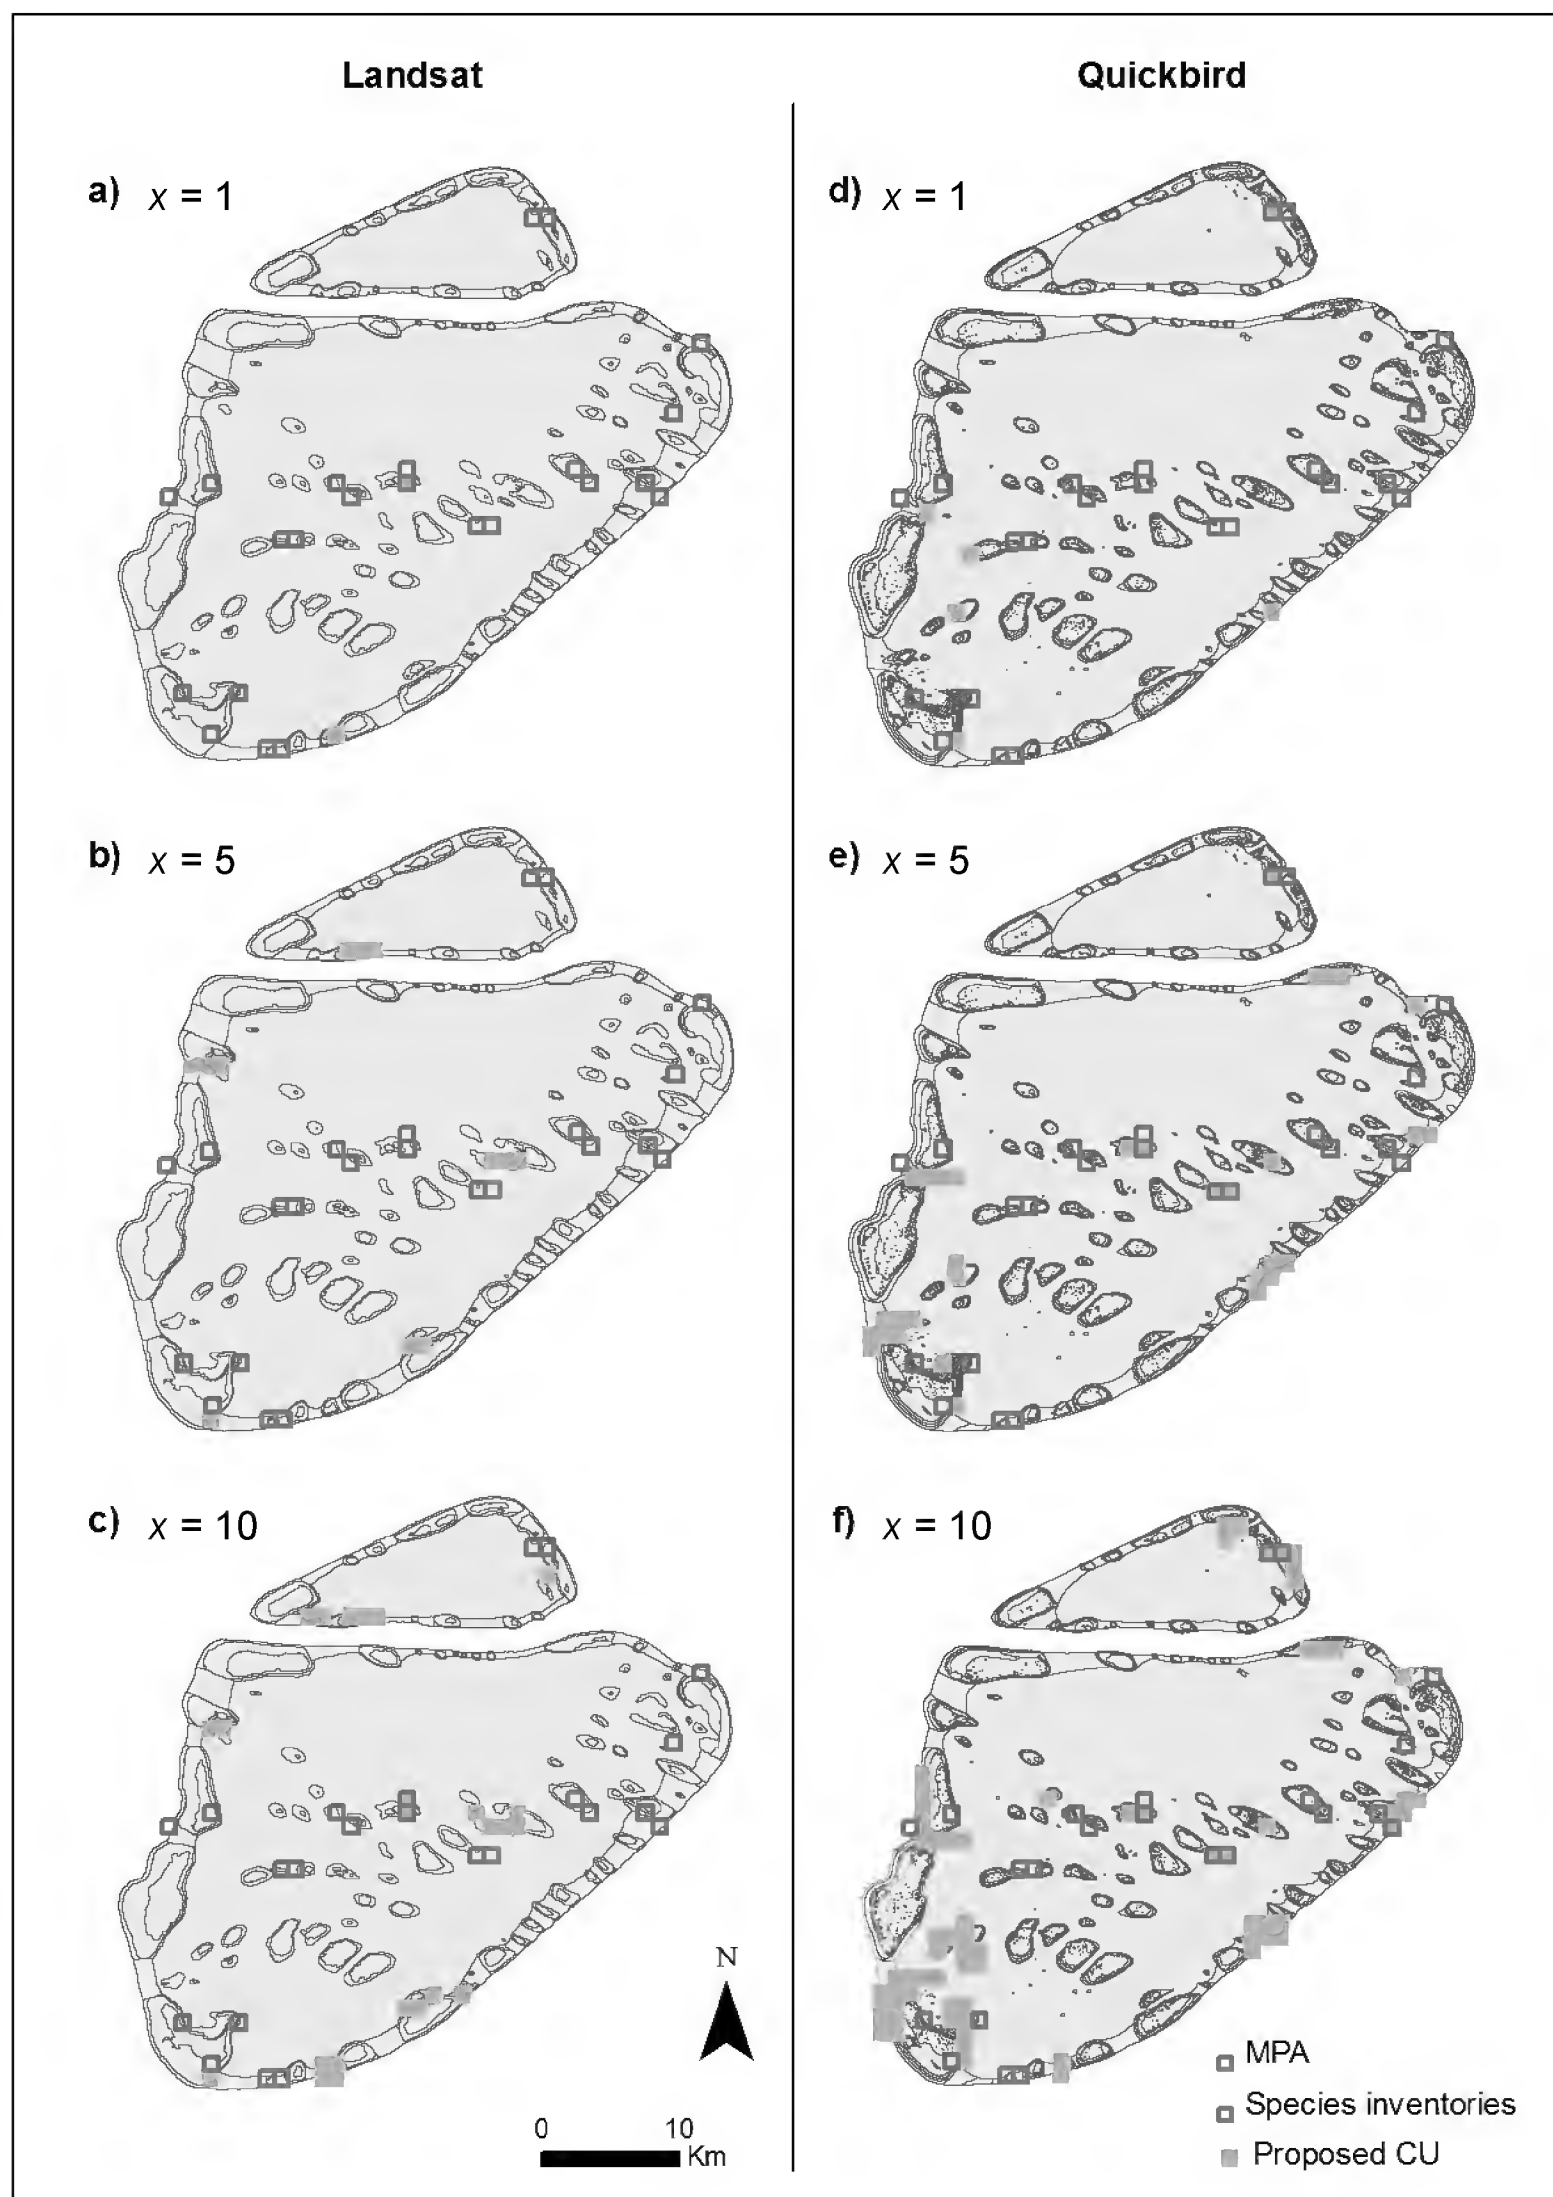 Landsat
Quickbird
a) x = 1
d) x = 1
b) x = 5
e) x = 5
c) x = 10
f) x = 10
N
MPA
Species inventories
Proposed CU
0 10
Km